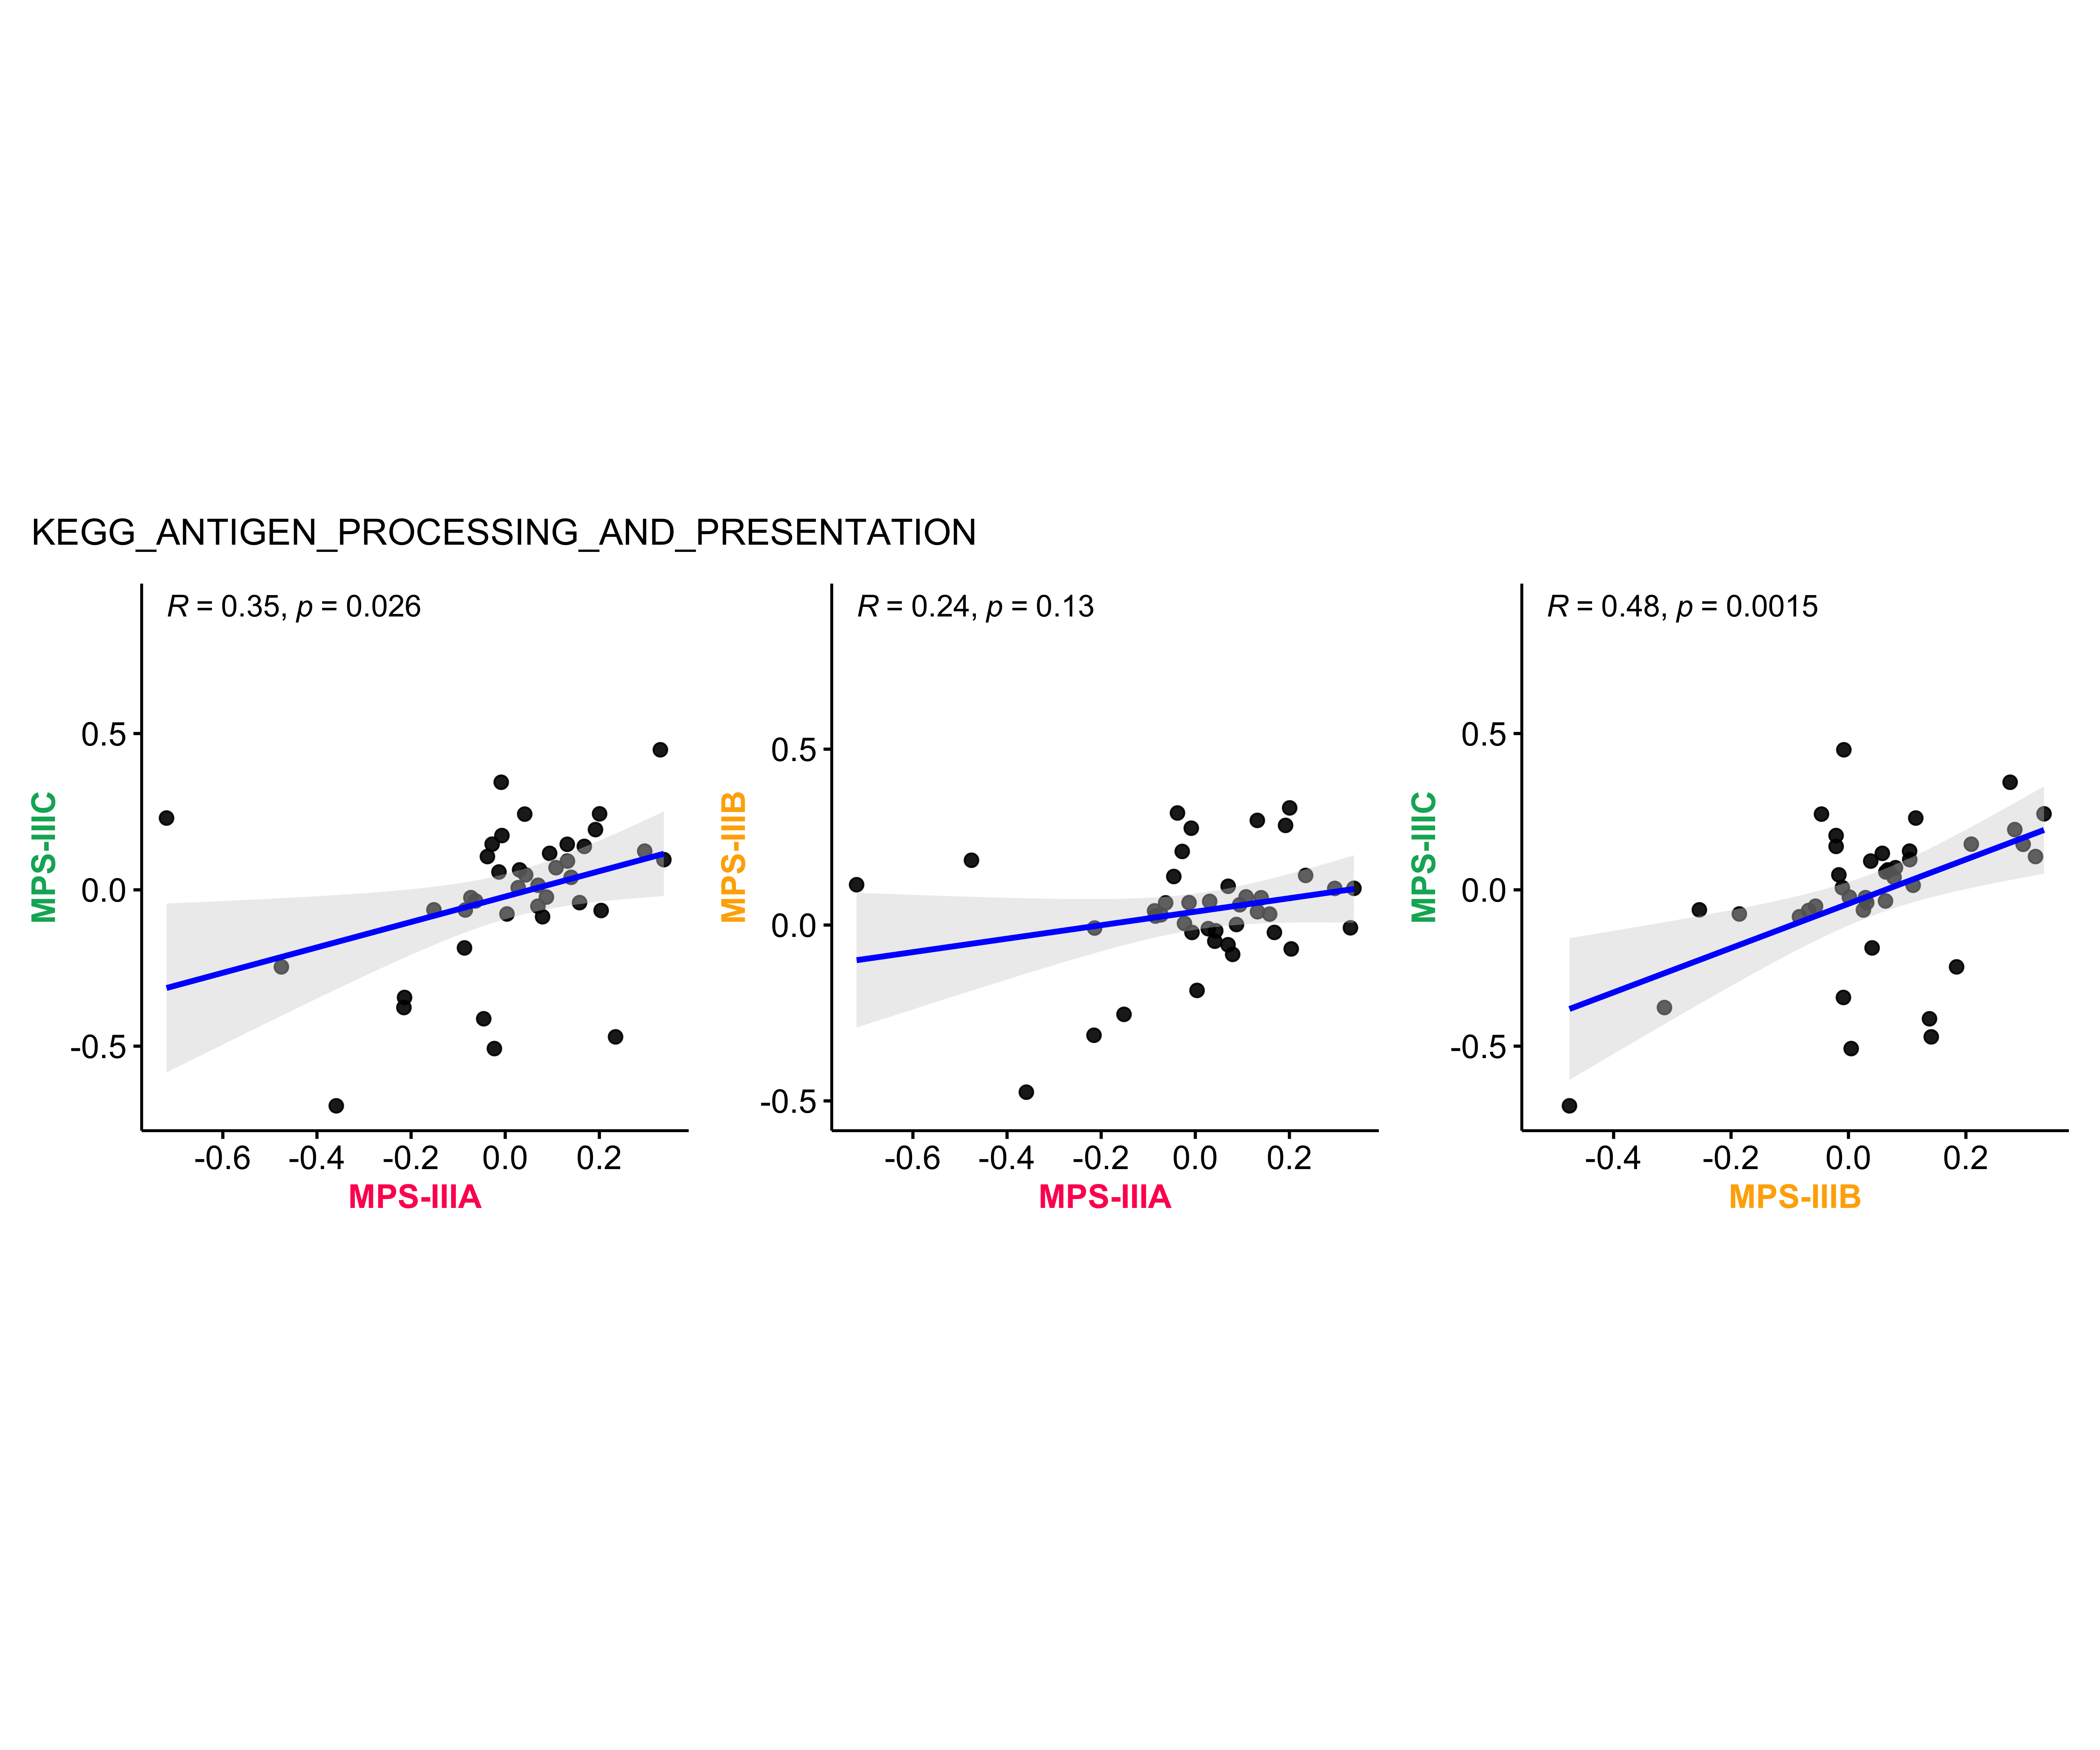 KEGG_ANTIGEN_PROCESSING_AND_PRESENTATION
R = 0.35, p = 0.026
MPS-IIIC
0.5
0.0
-0.5
-0.6 -0.4 -0.2 0.0 0.2
MPS-IIIA
R = 0.24, p = 0.13
MPS-IIIB
0.5
0.0
-0.5
-0.6 -0.4 -0.2 0.0 0.2
MPS-IIIA
R = 0.48, p = 0.0015
MPS-IIIC
0.5
0.0
-0.5
-0.4 -0.2 0.0 0.2
MPS-IIIB